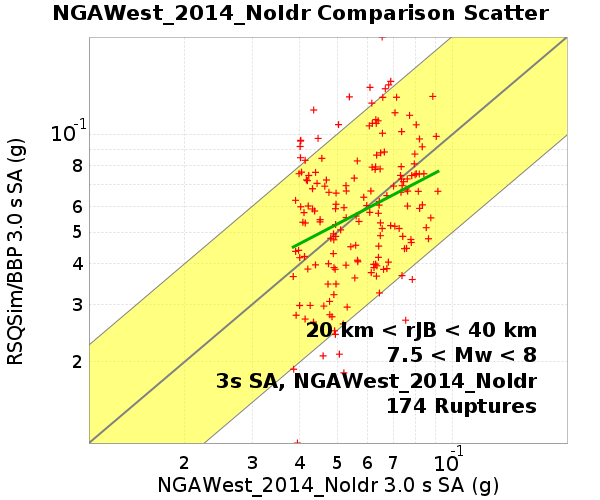 NGAWest_2014_NoIdr Comparison Scatter
RSQSim/BBP 3.0 s SA (g)
10-1
8
6
5
4
3
2
20 km < rJB < 40 km
7.5 < Mw < 8
3s SA, NGAWest_2014_NoIdr
174 Ruptures
2 3 4 5 6 7 10-1
NGAWest_2014_NoIdr 3.0 s SA (g)